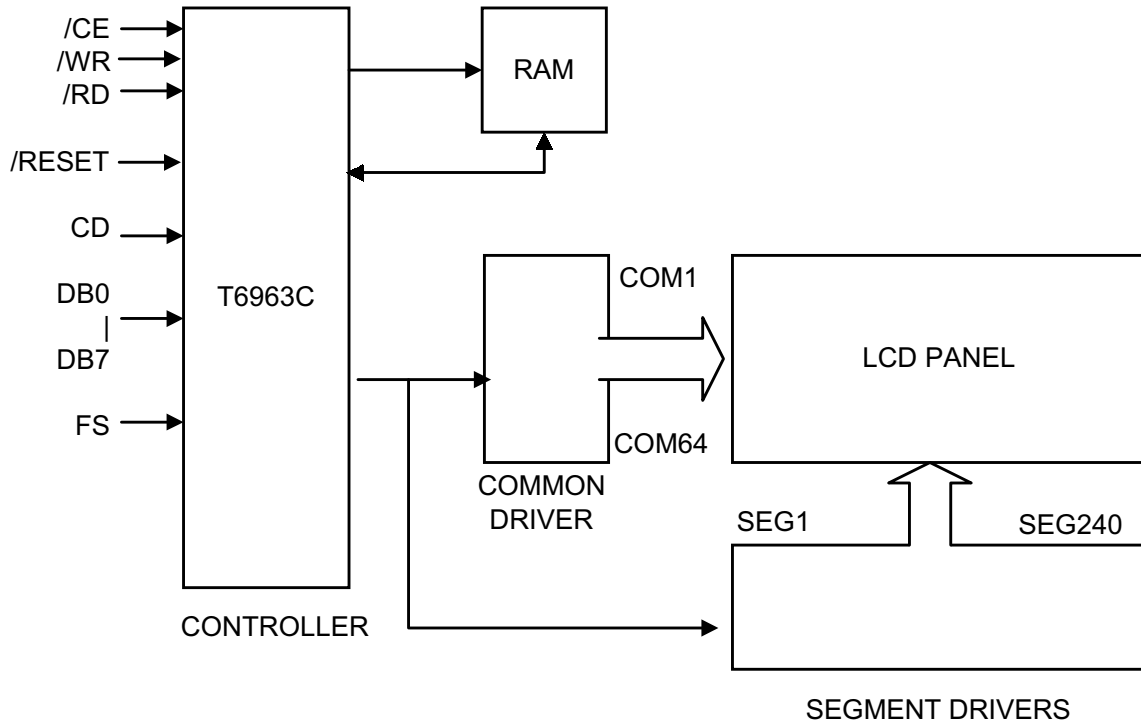 /CE
/WR
/RD
/RESET
CD
DB0
|
DB7
FS
T6963C
CONTROLLER
RAM
COM1
COM64
COMMON
DRIVER
LCD PANEL
SEG1
SEG240
SEGMENT DRIVERS